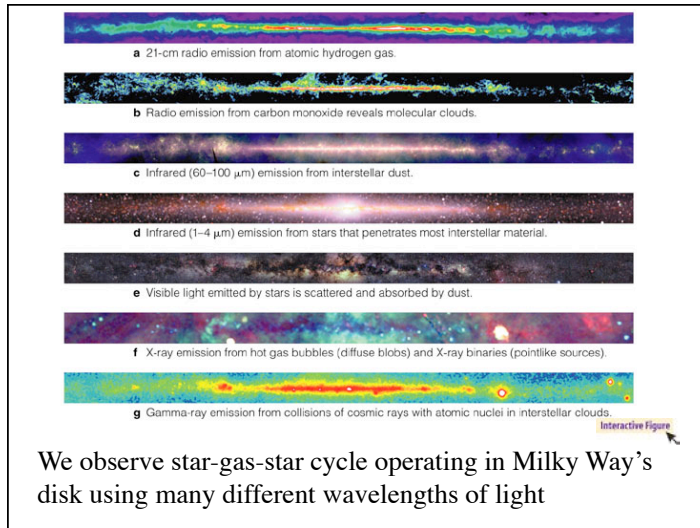 a 21-cm radio emission from atomic hydrogen gas.
b Radio emission from carbon monoxide reveals molecular clouds.
c Infrared (60–100 μm) emission from interstellar dust.
d Infrared (1–4 μm) emission from stars that penetrates most interstellar material.
e Visible light emitted by stars is scattered and absorbed by dust.
f X-ray emission from hot gas bubbles (diffuse blobs) and X-ray binaries (pointlike sources).
g Gamma-ray emission from collisions of cosmic rays with atomic nuclei in interstellar clouds.
Interactive Figure
We observe star-gas-star cycle operating in Milky Way’s
disk using many different wavelengths of light